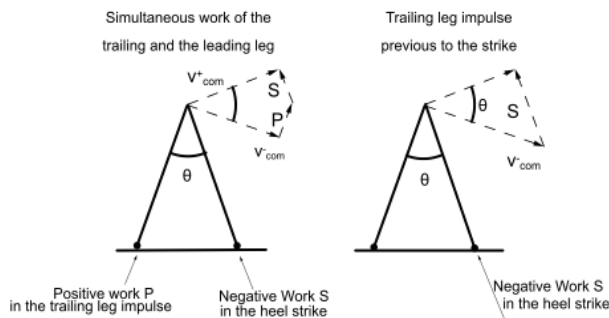 Simultaneous work of the
trailing and the leading leg
V+com
S
P
V-com
θ
Positive work P
in the trailing leg impulse
Negative Work S
in the heel strike
Trailing leg impulse
previous to the strike
θ
S
V-com
θ
Negative Work S
in the heel strike